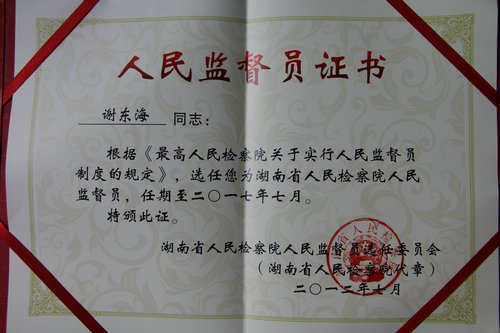 人民监督员证书
谢东海 同志：
根据《最高人民检察院关于实行人民监督员
制度的规定》，选任您为湖南省人民检察院人民
监督员，任期至二〇一七年七月。
特颁此证。
湖南省人民检察院人民监督员选任委员会
（湖南省人民检察院代章）
二〇一二年七月